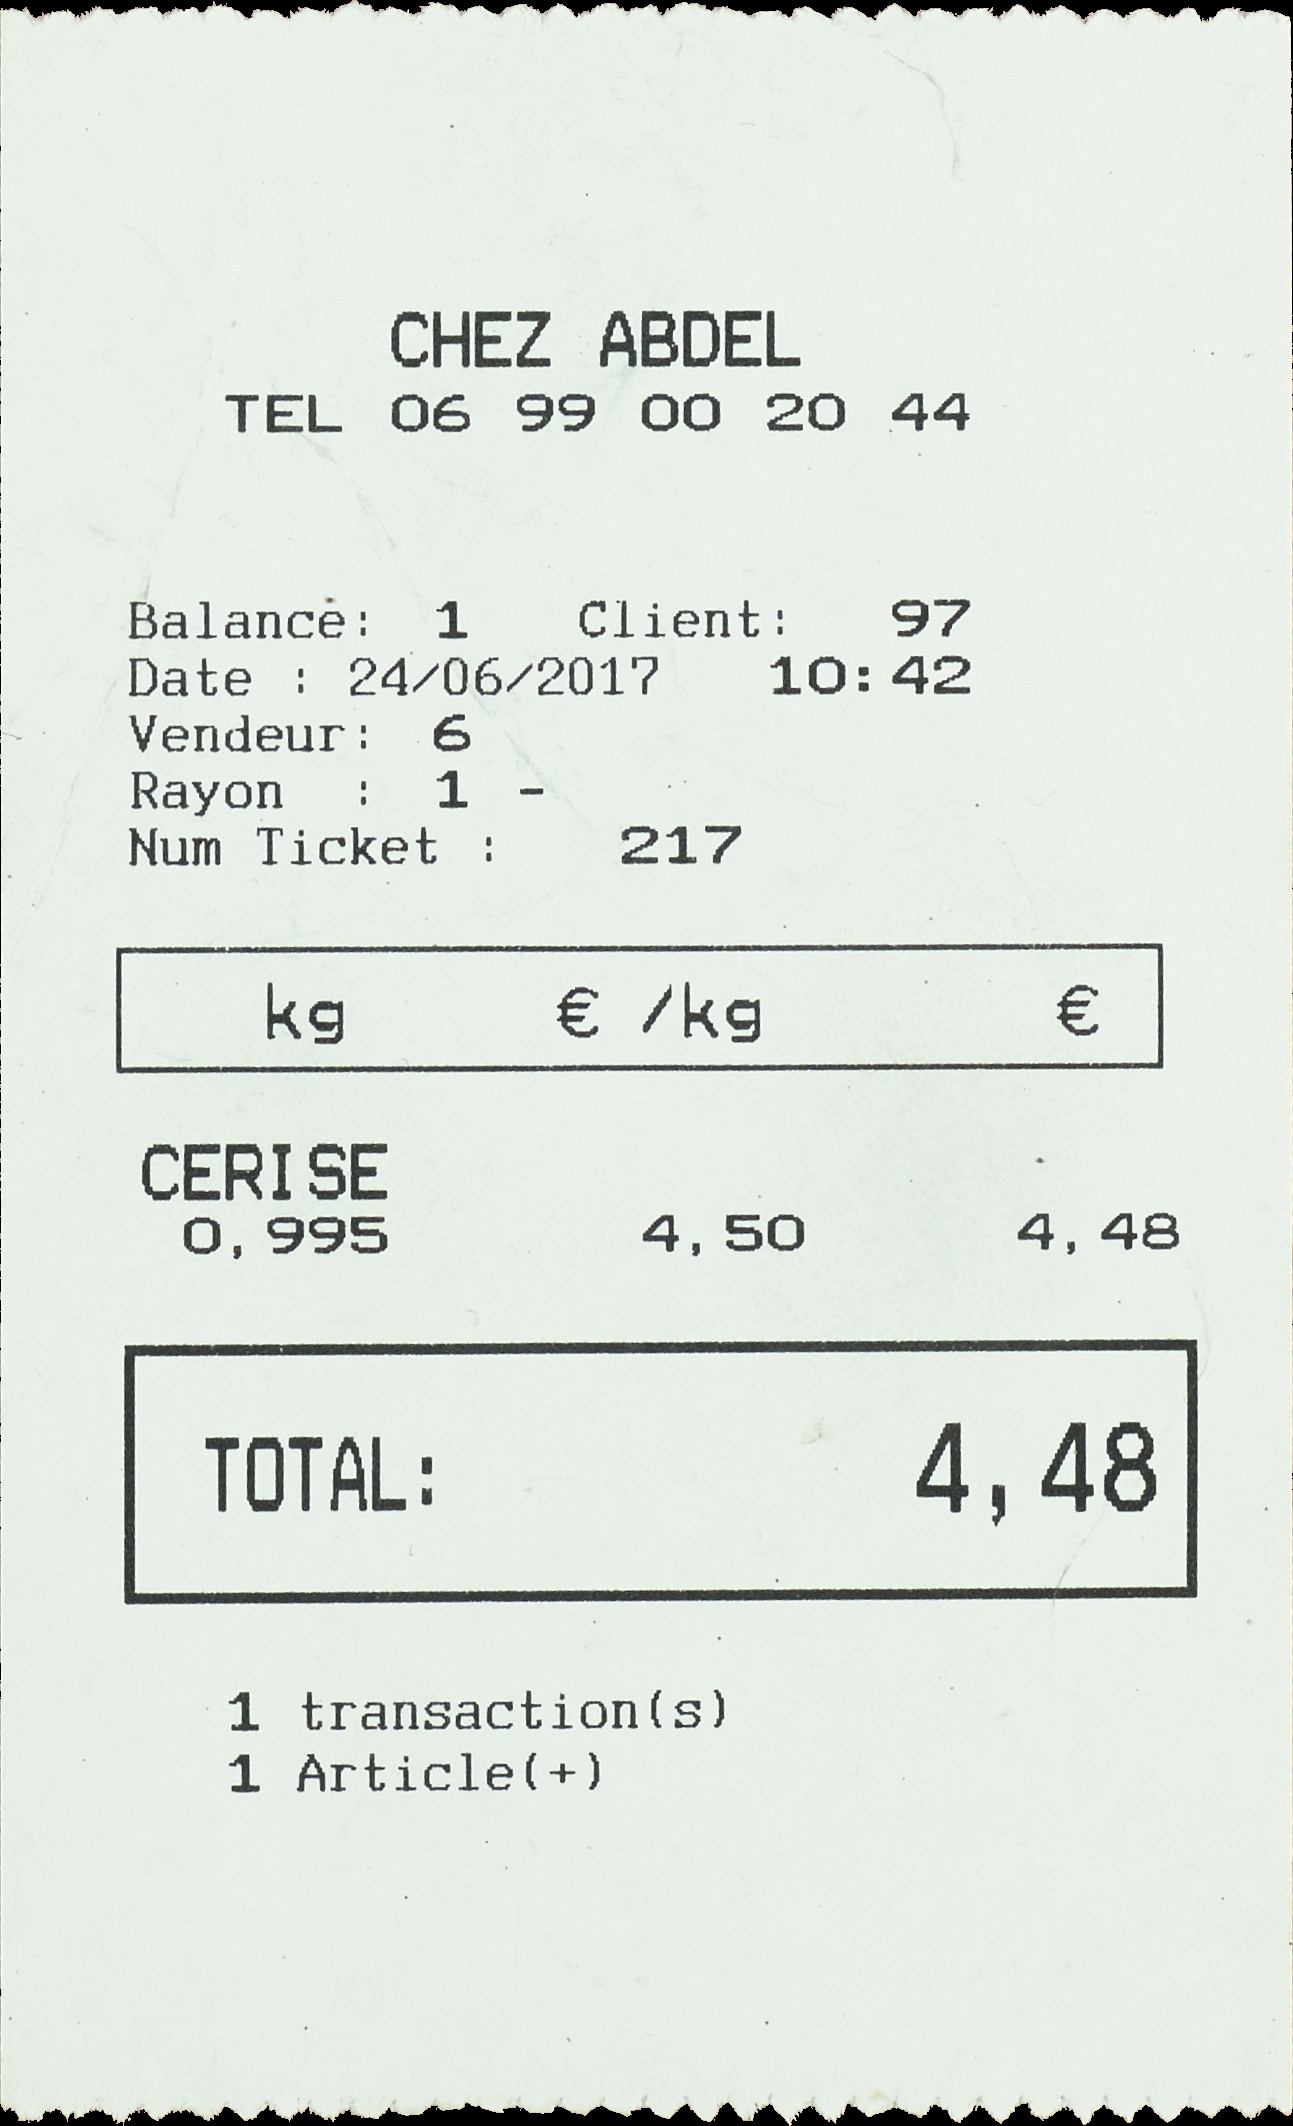 CHEZ ABDEL
TEL 06 99 00 20 44
Balance: 1 Client: 97
Date : 24/06/2017 10:42
Vendeur: 6
Rayon : 1 -
Num Ticket : 217
kg € /kg €
CERISE
0,995 4,50 4,48
TOTAL: 4,48
1 transaction(s)
1 Article(+)